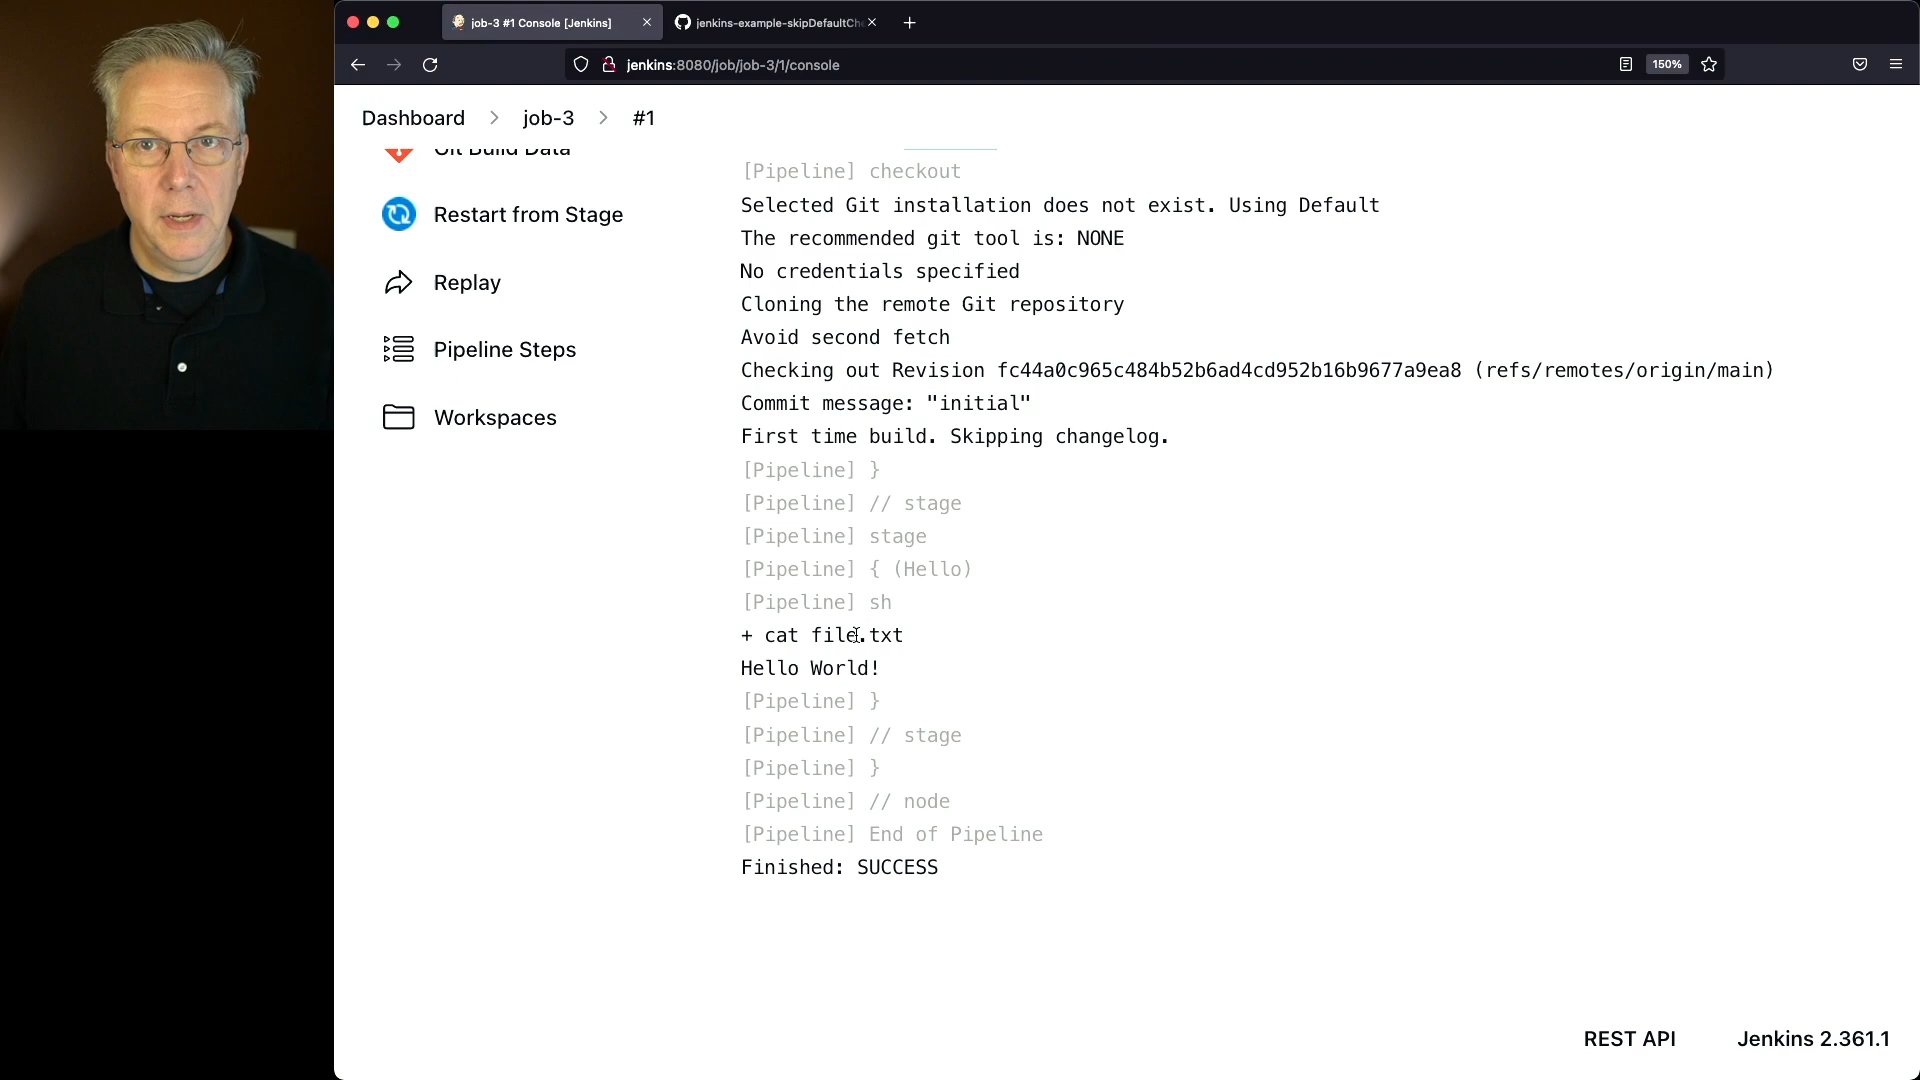 job-3 #1 Console [Jenkins]
jenkins-example-skipDefaultCh
jenkins:8080/job/job-3/1/console
150%
Dashboard
job-3
#1
Git Build Data
Restart from Stage
Replay
Pipeline Steps
Workspaces
[Pipeline] checkout
Selected Git installation does not exist. Using Default
The recommended git tool is: NONE
No credentials specified
Cloning the remote Git repository
Avoid second fetch
Checking out Revision fc44a0c965c484b52b6ad4cd952b16b9677a9ea8 (refs/remotes/origin/main)
Commit message: "initial"
First time build. Skipping changelog.
[Pipeline] }
[Pipeline] // stage
[Pipeline] stage
[Pipeline] { (Hello)
[Pipeline] sh
+ cat file.txt
Hello World!
[Pipeline] }
[Pipeline] // stage
[Pipeline] }
[Pipeline] // node
[Pipeline] End of Pipeline
Finished: SUCCESS
REST API
Jenkins 2.361.1